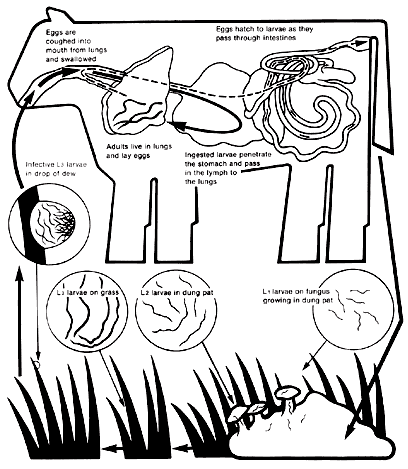 Eggs are
coughed into
mouth from lungs
and swallowed
Eggs hatch to larvae as they
pass through intestines
Adults live in lungs
and lay eggs
Ingested larvae penetrate
the stomach and pass
in the lymph to
the lungs
Infective L3 larvae
in drop of dew
L3 larvae on grass
L2 larvae in dung pat
L1 larvae on fungus
growing in dung pat